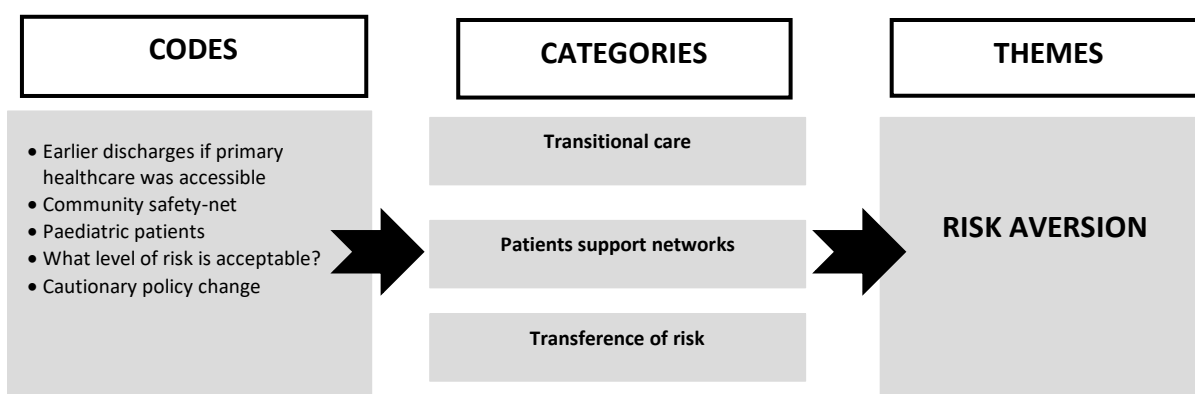 CODES
• Earlier discharges if primary
healthcare was accessible
• Community safety-net
• Paediatric patients
• What level of risk is acceptable?
• Cautionary policy change
CATEGORIES
Transitional care
Patients support networks
Transference of risk
THEMES
RISK AVERSION